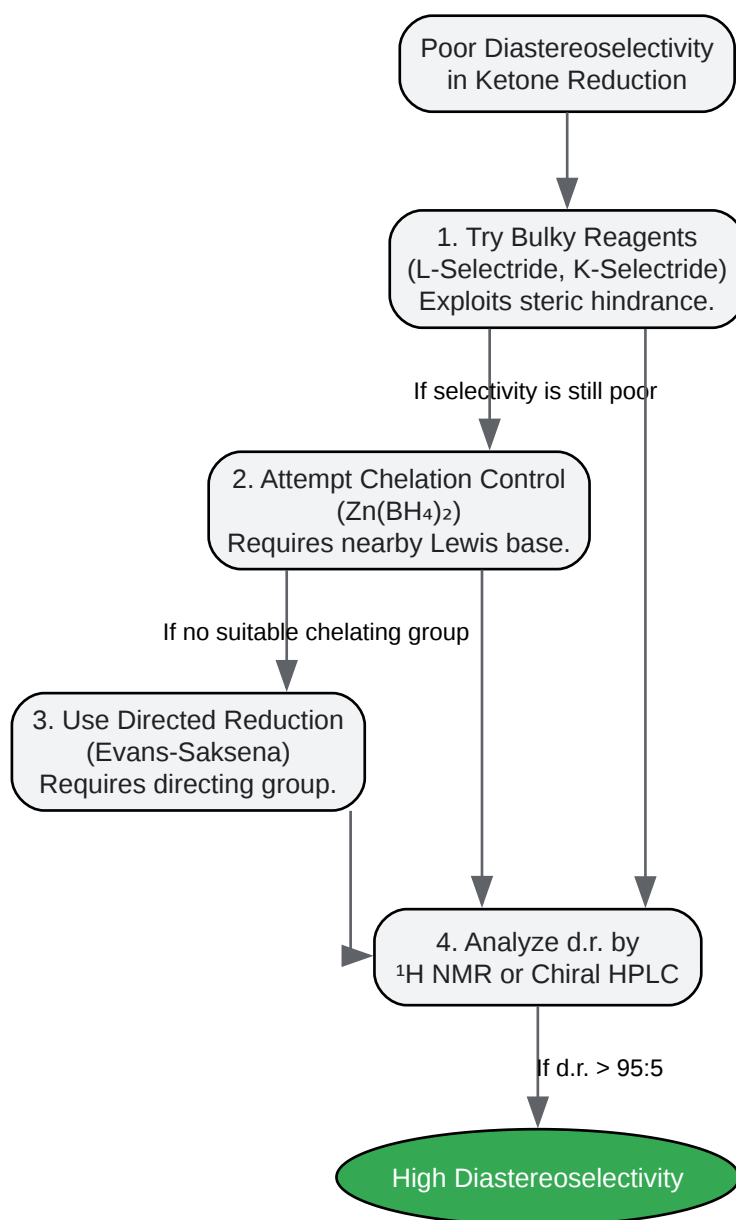 Poor Diastereoselectivity
in Ketone Reduction
1. Try Bulky Reagents
(L-Selectride, K-Selectride)
Exploits steric hindrance.
If selectivity is still poor
2. Attempt Chelation Control
(Zn(BH₄)₂)
Requires nearby Lewis base.
If no suitable chelating group
3. Use Directed Reduction
(Evans-Saksena)
Requires directing group.
4. Analyze d.r. by
¹H NMR or Chiral HPLC
If d.r. > 95:5
High Diastereoselectivity